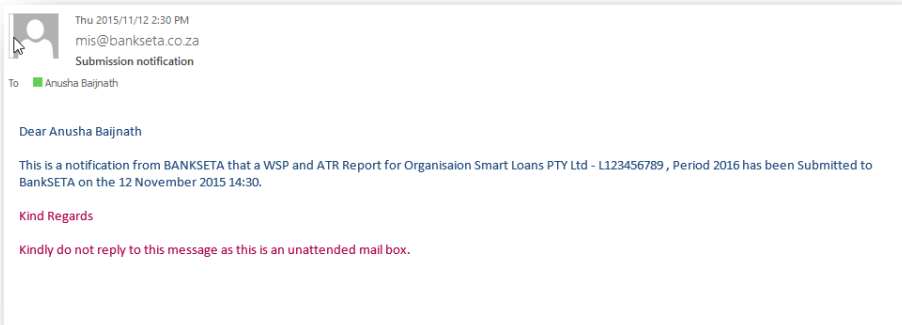 Thu 2015/11/12 2:30 PM
mis@bankseta.co.za
Submission notification
To Anusha Baijnath
Dear Anusha Baijnath
This is a notification from BANKSETA that a WSP and ATR Report for Organisaion Smart Loans PTY Ltd - L123456789 , Period 2016 has been Submitted to
BankSETA on the 12 November 2015 14:30.
Kind Regards
Kindly do not reply to this message as this is an unattended mail box.